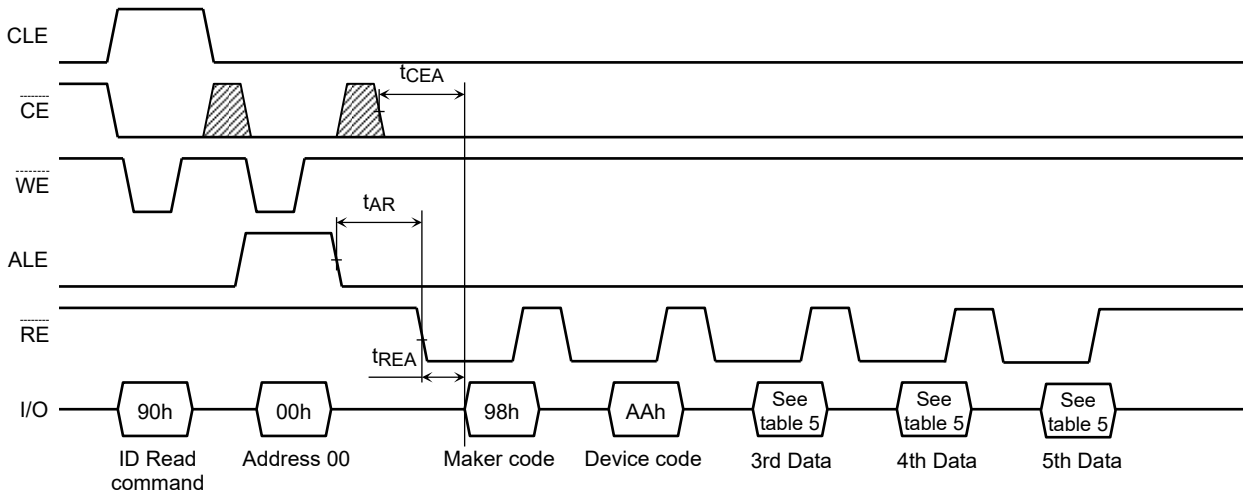 CLE
tCEA
CE
WE
tAR
ALE
RE
tREA
I/O
90h
00h
98h
AAh
See
table 5
See
table 5
See
table 5
ID Read
command
Address 00
Maker code
Device code
3rd Data
4th Data
5th Data